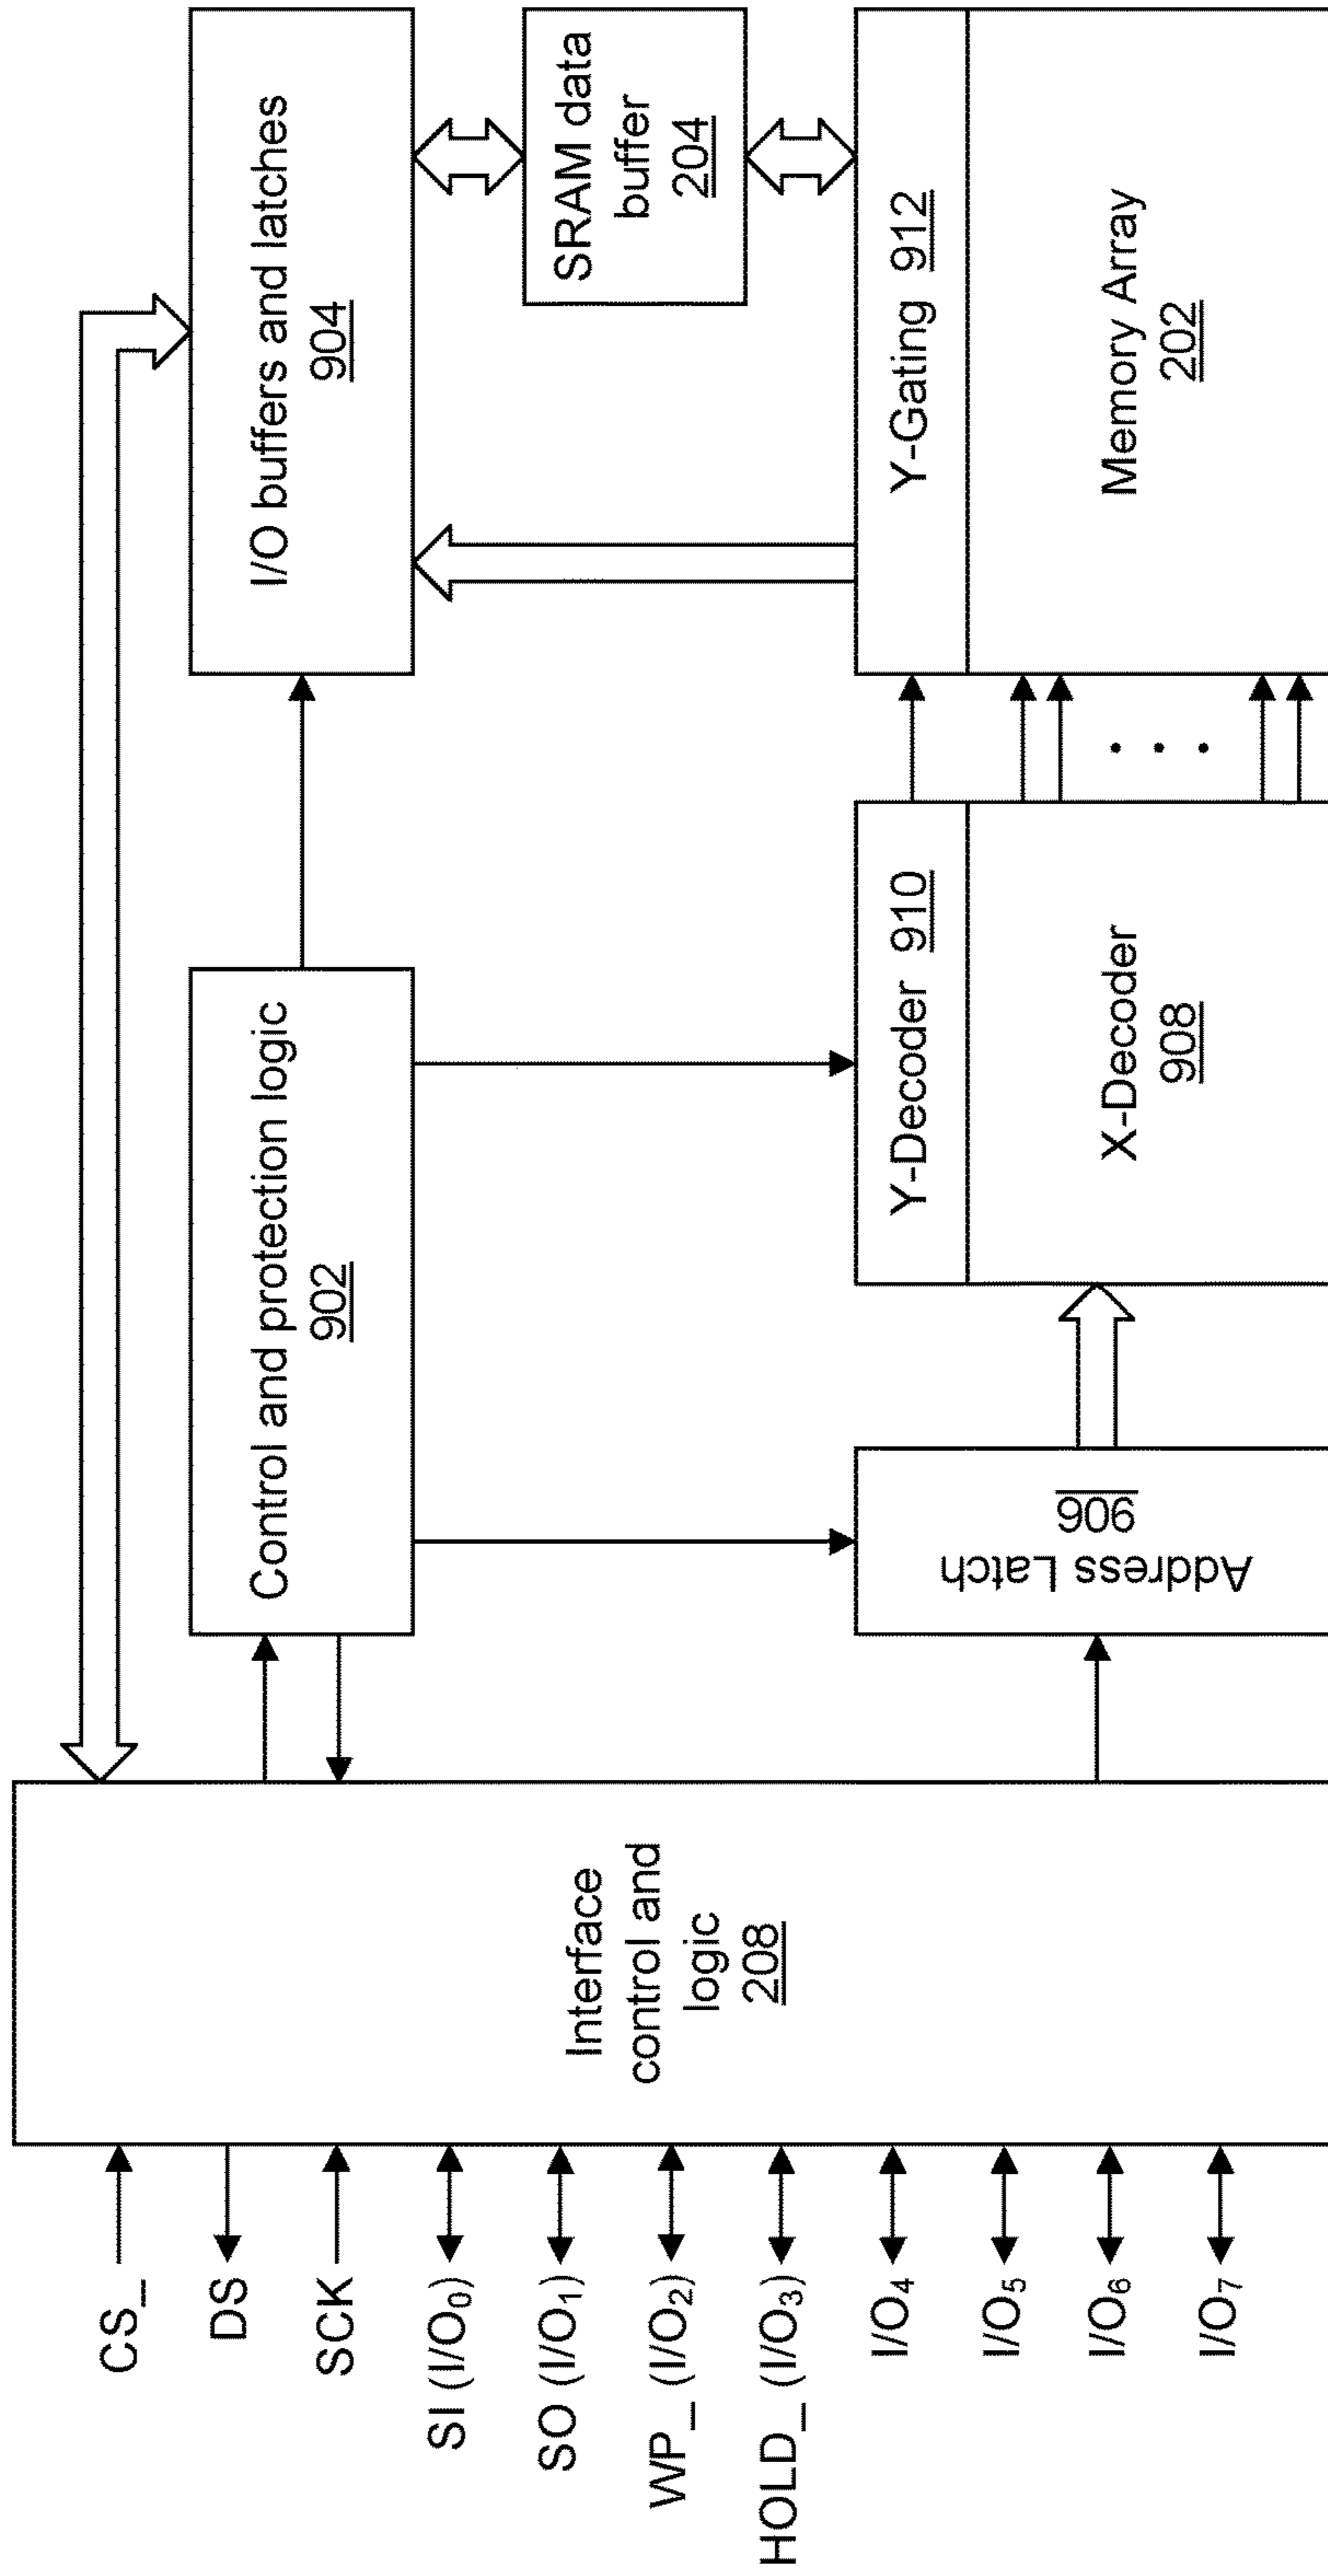 CS_
DS
SCK
SI (I/O0)
SO (I/O1)
WP_ (I/O2)
HOLD_ (I/O3)
I/O4
I/O5
I/O6
I/O7
Interface
control and
logic
208
Control and protection logic
902
I/O buffers and latches
904
SRAM data
buffer
204
Address Latch
906
Y-Decoder 910
X-Decoder
908
Y-Gating 912
Memory Array
202